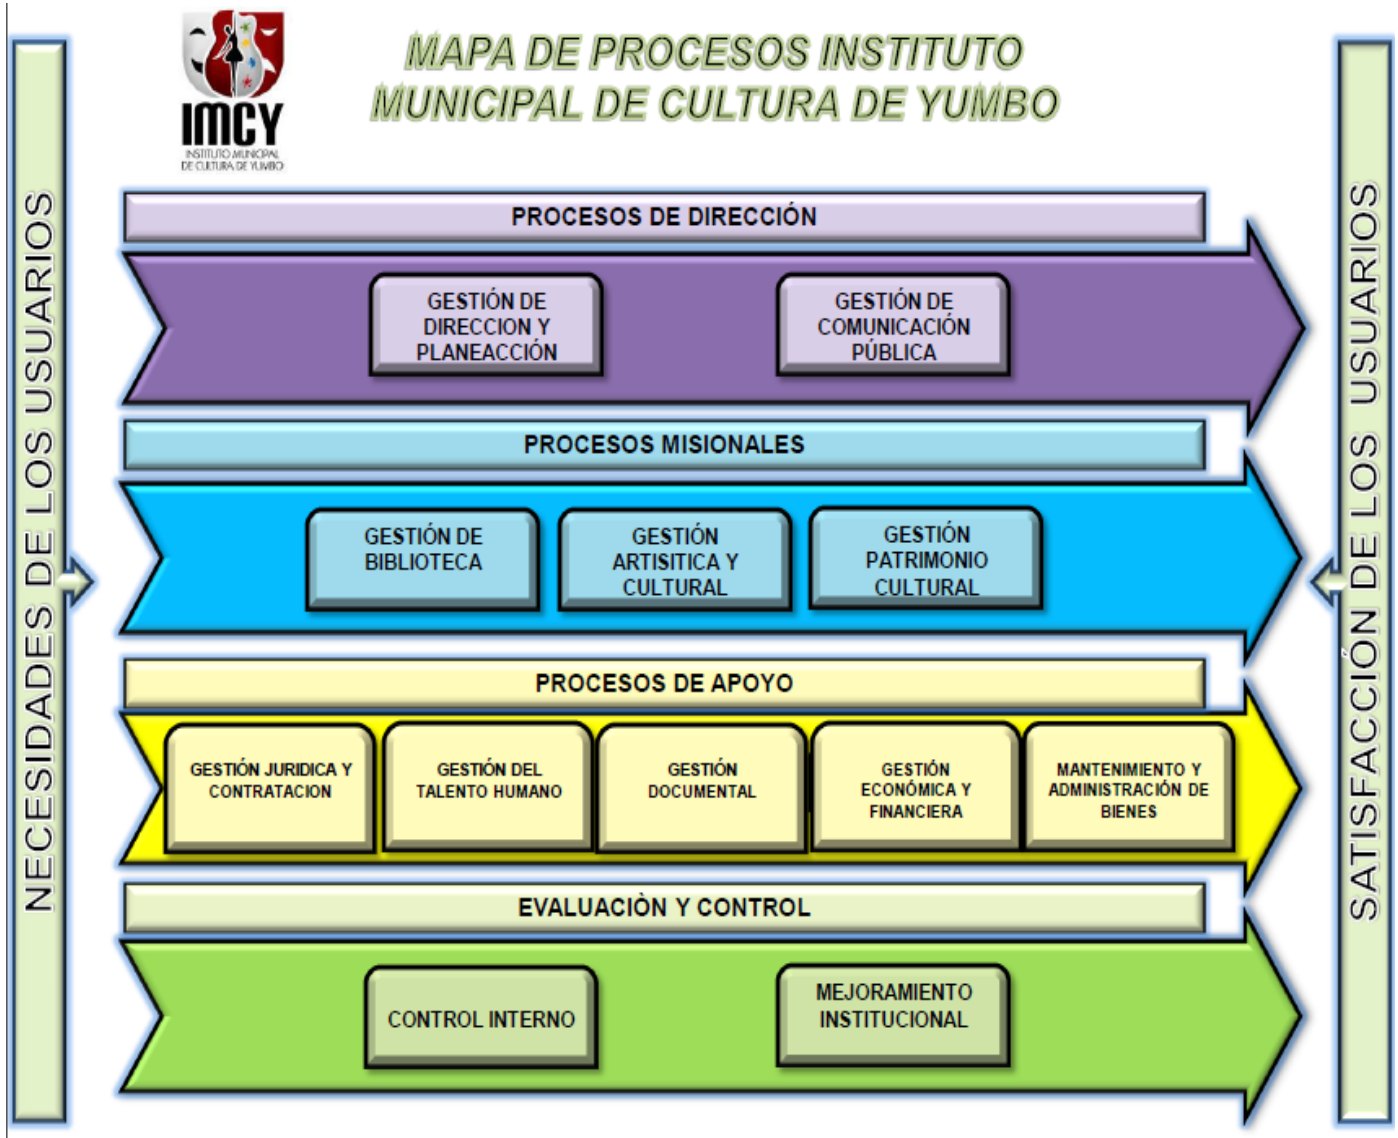 MAPA DE PROCESOS INSTITUTO
MUNICIPAL DE CULTURA DE YUMBO
IMCY
INSTITUTO MUNICIPAL
DE CULTURA DE YUMBO
NECESIDADES DE LOS USUARIOS
PROCESOS DE DIRECCIÓN
GESTIÓN DE
DIRECCION Y
PLANEACCIÓN
GESTIÓN DE
COMUNICACIÓN
PÚBLICA
PROCESOS MISIONALES
GESTIÓN DE
BIBLIOTECA
GESTIÓN
ARTISITICA Y
CULTURAL
GESTIÓN
PATRIMONIO
CULTURAL
PROCESOS DE APOYO
GESTIÓN JURIDICA Y
CONTRATACION
GESTIÓN DEL
TALENTO HUMANO
GESTIÓN
DOCUMENTAL
GESTIÓN
ECONÓMICA Y
FINANCIERA
MANTENIMIENTO Y
ADMINISTRACIÓN DE
BIENES
EVALUACIÒN Y CONTROL
CONTROL INTERNO
MEJORAMIENTO
INSTITUCIONAL
SATISFACCIÓN DE LOS USUARIOS